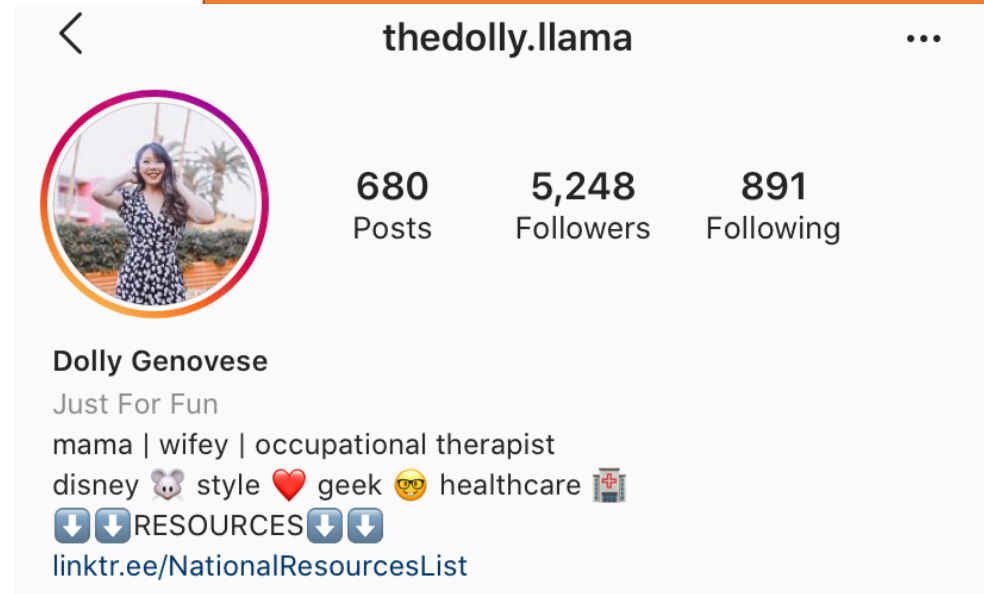 thedolly.llama
680 5,248 891
Posts Followers Following
Dolly Genovese
Just For Fun
mama | wifey | occupational therapist
disney 🐭 style ❤️ geek 🤓 healthcare 🏥
⬇️⬇️RESOURCES⬇️⬇️
linktr.ee/NationalResourcesList